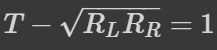 T - √(R_L R_R) = 1